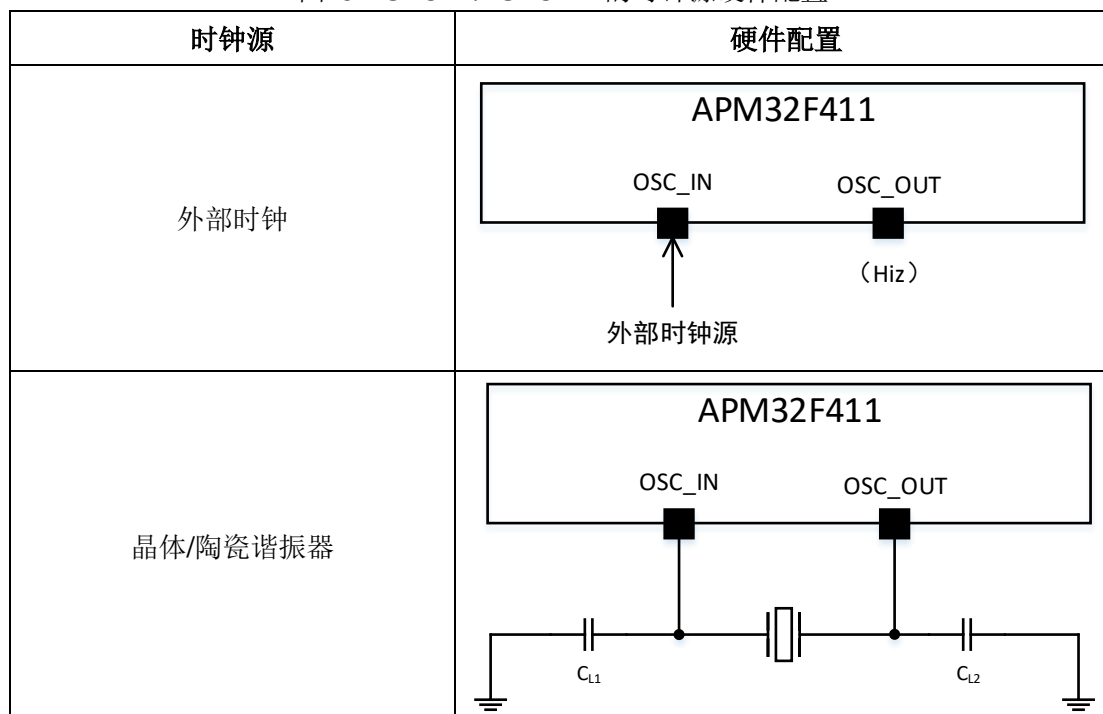 时钟源 硬件配置
外部时钟
APM32F411
OSC_IN OSC_OUT
（Hiz）
外部时钟源
晶体/陶瓷谐振器
APM32F411
OSC_IN OSC_OUT
CL1 CL2